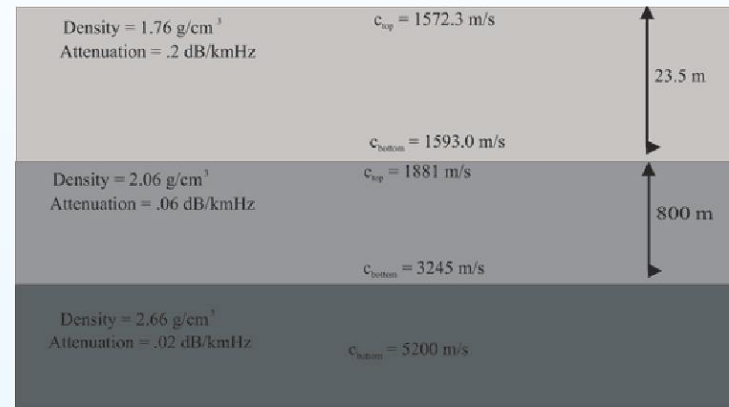 Density = 1.76 g/cm³
Attenuation = .2 dB/kmHz
c_top = 1572.3 m/s
23.5 m
c_bottom = 1593.0 m/s
Density = 2.06 g/cm³
Attenuation = .06 dB/kmHz
c_top = 1881 m/s
800 m
c_bottom = 3245 m/s
Density = 2.66 g/cm³
Attenuation = .02 dB/kmHz
c_bottom = 5200 m/s